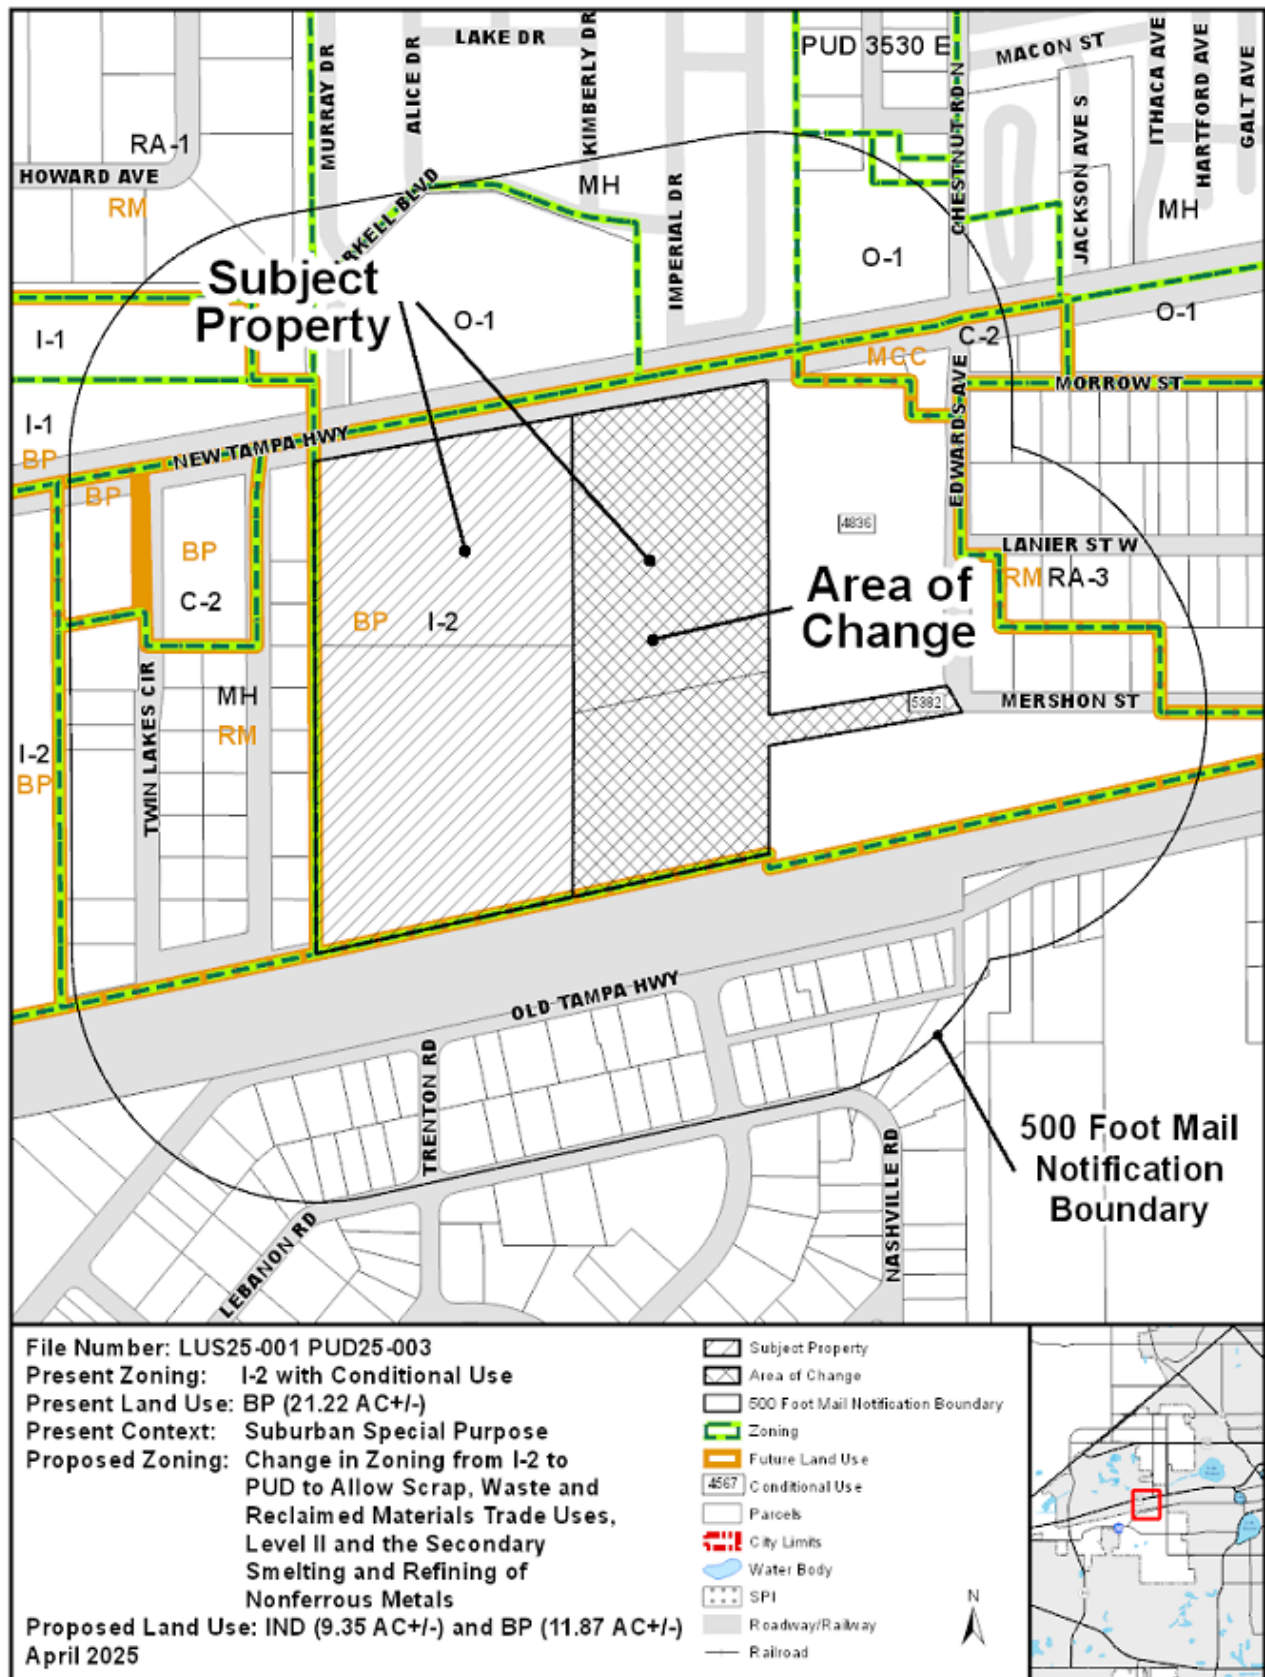 LAKE DR
PUD 3530 E
MACON ST
MURRAY DR
ALICE DR
KIMBERLY DR
CHESTNUT RD N
JACKSON AVE S
ITHACA AVE
HARTFORD AVE
GALT AVE
RA-1
HOWARD AVE
RM
MH
MH
IMPERIAL DR
O-1
Subject
Property
O-1
O-1
I-1
C-2
MCC
MORROW ST
I-1
BP
NEW TAMPA HWY
EDWARDS AVE
BP
BP
C-2
4836
LANIER ST W
RM RA-3
Area of
Change
BP I-2
MH
RM
TWIN LAKES CIR
5382
MERSHON ST
I-2
BP
OLD TAMPA HWY
TRENTON RD
NASHVILLE RD
LEBANON RD
500 Foot Mail
Notification
Boundary
File Number: LUS25-001 PUD25-003
Present Zoning: I-2 with Conditional Use
Present Land Use: BP (21.22 AC+/-)
Present Context: Suburban Special Purpose
Proposed Zoning: Change in Zoning from I-2 to
PUD to Allow Scrap, Waste and
Reclaimed Materials Trade Uses,
Level II and the Secondary
Smelting and Refining of
Nonferrous Metals
Proposed Land Use: IND (9.35 AC+/-) and BP (11.87 AC+/-)
April 2025
Subject Property
Area of Change
500 Foot Mail Notification Boundary
Zoning
Future Land Use
4567 Conditional Use
Parcels
City Limits
Water Body
SPI
Roadway/Railway
Railroad
N